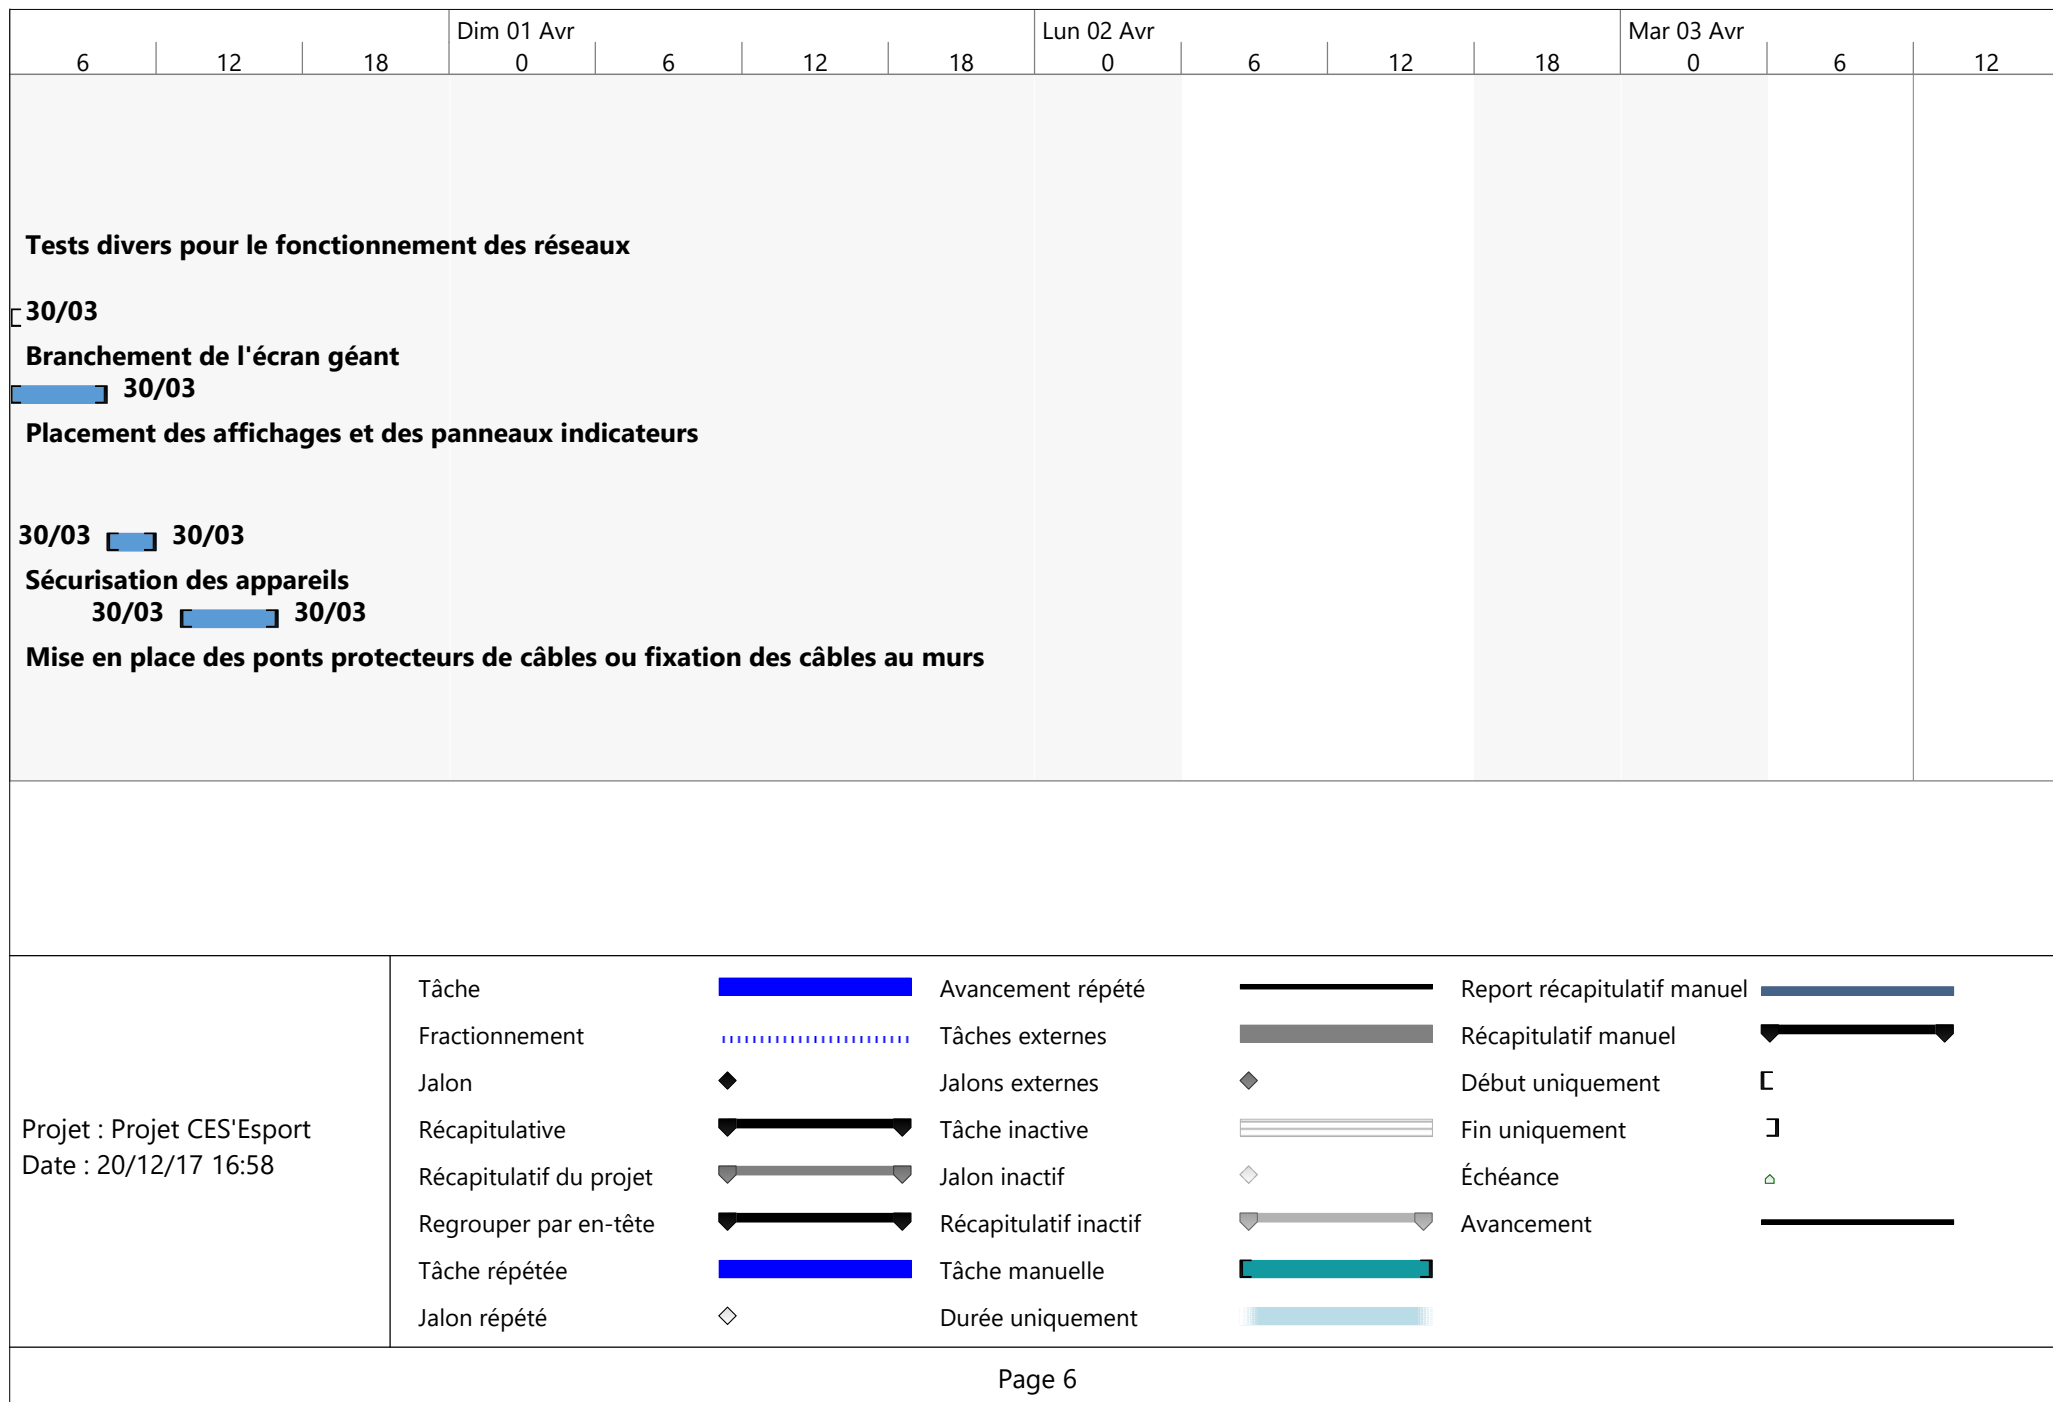 Dim 01 Avr Lun 02 Avr Mar 03 Avr
6 12 18 0 6 12 18 0 6 12 18 0 6 12
Tests divers pour le fonctionnement des réseaux
30/03
Branchement de l'écran géant
30/03
Placement des affichages et des panneaux indicateurs
30/03 30/03
Sécurisation des appareils
30/03 30/03
Mise en place des ponts protecteurs de câbles ou fixation des câbles au murs
Projet : Projet CES'Esport
Date : 20/12/17 16:58
Tâche
Fractionnement
Jalon
Récapitulative
Récapitulatif du projet
Regrouper par en-tête
Tâche répétée
Jalon répété
Avancement répété
Tâches externes
Jalons externes
Tâche inactive
Jalon inactif
Récapitulatif inactif
Tâche manuelle
Durée uniquement
Report récapitulatif manuel
Récapitulatif manuel
Début uniquement
Fin uniquement
Échéance
Avancement
Page 6